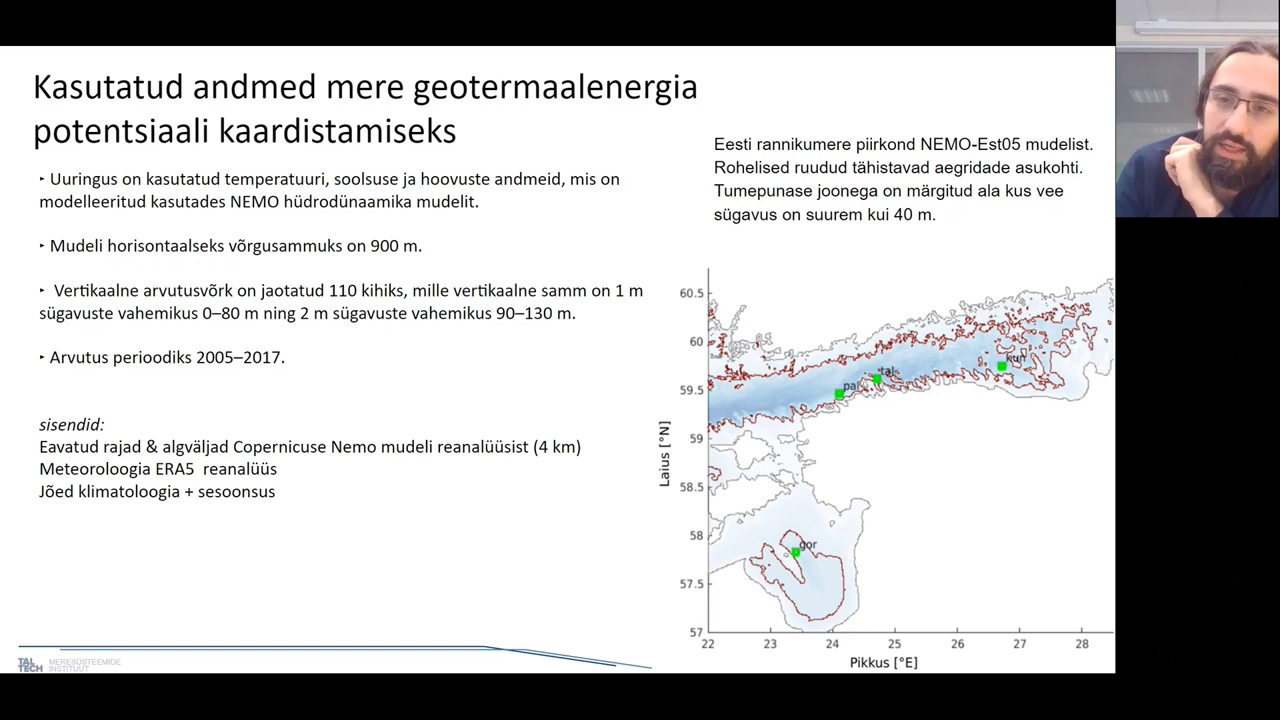 Kasutatud andmed mere geotermaalenergia
potentsiaali kaardistamiseks
‣ Uuringus on kasutatud temperatuuri, soolsuse ja hoovuste andmeid, mis on
modelleeritud kasutades NEMO hüdrodünaamika mudelit.
‣ Mudeli horisontaalseks võrgusammuks on 900 m.
‣ Vertikaalne arvutusvõrk on jaotatud 110 kihiks, mille vertikaalne samm on 1 m
sügavuste vahemikus 0–80 m ning 2 m sügavuste vahemikus 90–130 m.
‣ Arvutus perioodiks 2005–2017.
sisendid:
Eavatud rajad & algväljad Copernicuse Nemo mudeli reanalüüsist (4 km)
Meteoroloogia ERA5 reanalüüs
Jõed klimatoloogia + sesoonsus
Eesti rannikumere piirkond NEMO-Est05 mudelist.
Rohelised ruudud tähistavad aegridade asukohti.
Tumepunase joonega on märgitud ala kus vee
sügavus on suurem kui 40 m.
60.5
60
59.5
59
58.5
58
57.5
57
Laius [°N]
kun
tal
pal
gor
22 23 24 25 26 27 28
Pikkus [°E]
TAL
TECH
MERESÜSTEEMIDE
INSTITUUT